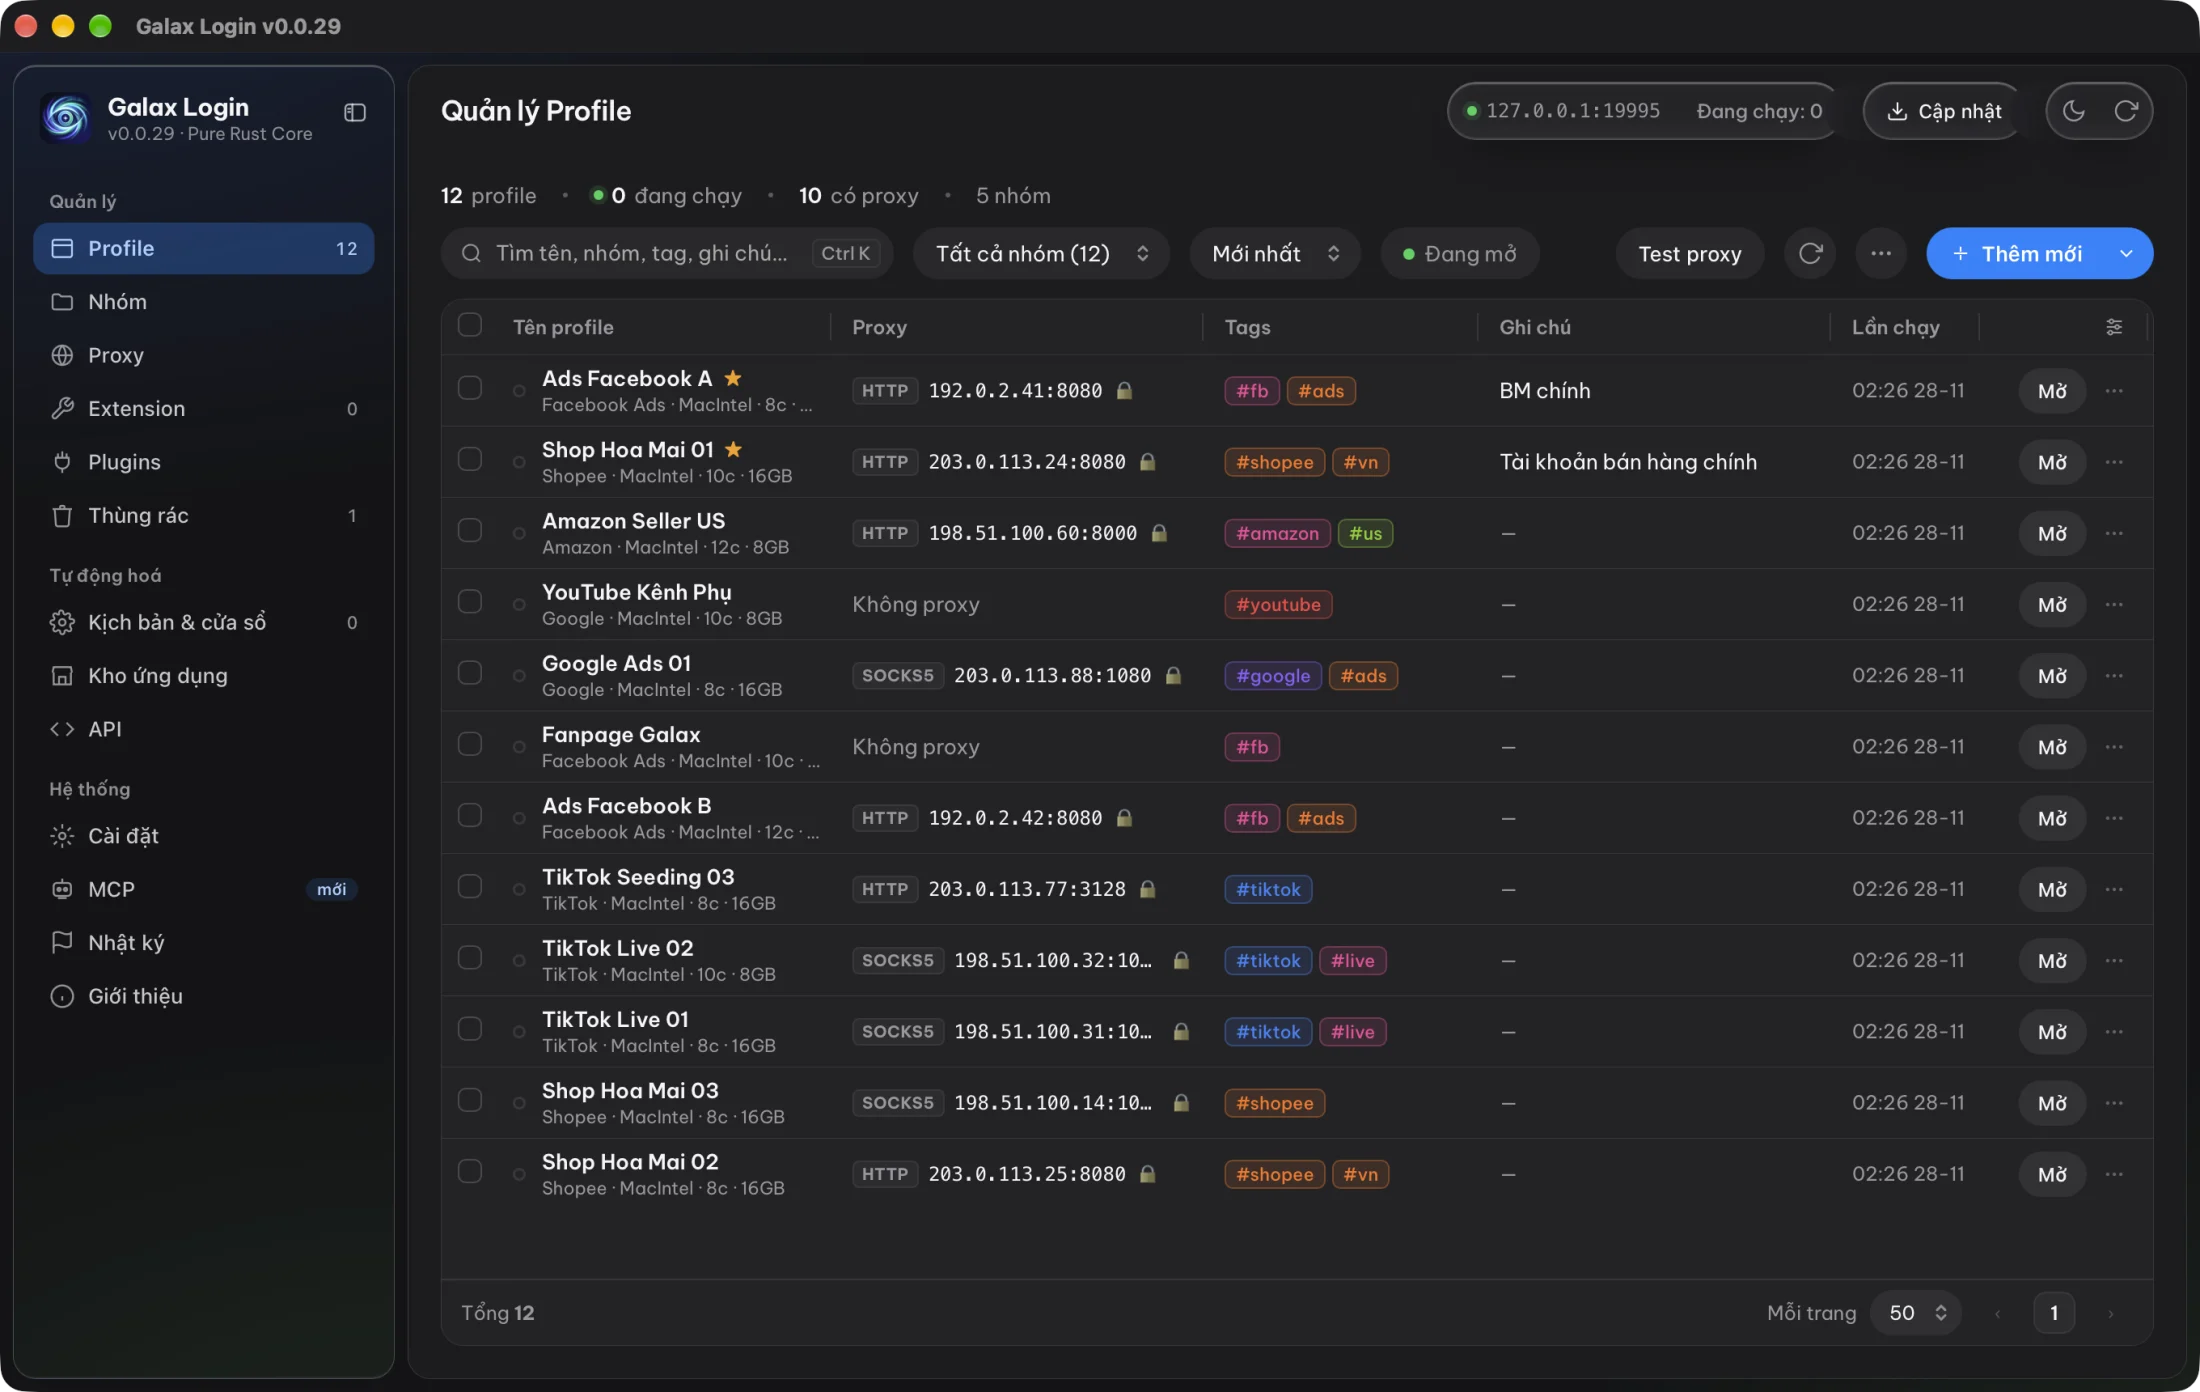 Galax Login v0.0.29
Galax Login
v0.0.29 · Pure Rust Core
Quản lý
Profile 12
Nhóm
Proxy
Extension 0
Plugins
Thùng rác 1
Tự động hoá
Kịch bản & cửa sổ 0
Kho ứng dụng
API
Hệ thống
Cài đặt
MCP mới
Nhật ký
Giới thiệu
Quản lý Profile
127.0.0.1:19995 Đang chạy: 0
Cập nhật
12 profile · 0 đang chạy · 10 có proxy · 5 nhóm
Tìm tên, nhóm, tag, ghi chú... Ctrl K
Tất cả nhóm (12)
Mới nhất
Đang mở
Test proxy
+ Thêm mới
Tên profile Proxy Tags Ghi chú Lần chạy
Ads Facebook A HTTP 192.0.2.41:8080 #fb #ads BM chính 02:26 28-11 Mở
Facebook Ads · MacIntel · 8c · ...
Shop Hoa Mai 01 HTTP 203.0.113.24:8080 #shopee #vn Tài khoản bán hàng chính 02:26 28-11 Mở
Shopee · MacIntel · 10c · 16GB
Amazon Seller US HTTP 198.51.100.60:8000 #amazon #us — 02:26 28-11 Mở
Amazon · MacIntel · 12c · 8GB
YouTube Kênh Phụ Không proxy #youtube — 02:26 28-11 Mở
Google · MacIntel · 10c · 8GB
Google Ads 01 SOCKS5 203.0.113.88:1080 #google #ads — 02:26 28-11 Mở
Google · MacIntel · 8c · 16GB
Fanpage Galax Không proxy #fb — 02:26 28-11 Mở
Facebook Ads · MacIntel · 10c · ...
Ads Facebook B HTTP 192.0.2.42:8080 #fb #ads — 02:26 28-11 Mở
Facebook Ads · MacIntel · 12c · ...
TikTok Seeding 03 HTTP 203.0.113.77:3128 #tiktok — 02:26 28-11 Mở
TikTok · MacIntel · 8c · 16GB
TikTok Live 02 SOCKS5 198.51.100.32:10... #tiktok #live — 02:26 28-11 Mở
TikTok · MacIntel · 10c · 8GB
TikTok Live 01 SOCKS5 198.51.100.31:10... #tiktok #live — 02:26 28-11 Mở
TikTok · MacIntel · 8c · 16GB
Shop Hoa Mai 03 SOCKS5 198.51.100.14:10... #shopee — 02:26 28-11 Mở
Shopee · MacIntel · 8c · 16GB
Shop Hoa Mai 02 HTTP 203.0.113.25:8080 #shopee #vn — 02:26 28-11 Mở
Shopee · MacIntel · 8c · 16GB
Tổng 12
Mỗi trang 50 ‹ 1 ›